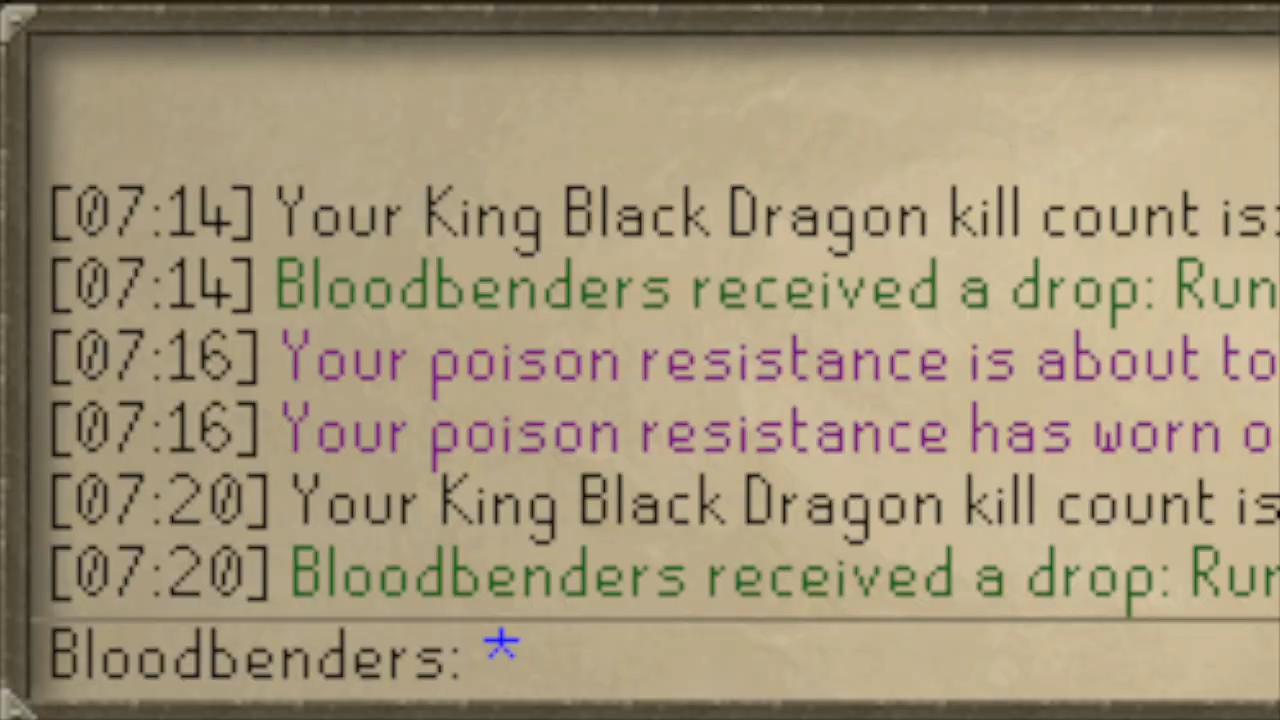 [07:14] Your King Black Dragon kill count is:
[07:14] Bloodbenders received a drop: Run
[07:16] Your poison resistance is about to
[07:16] Your poison resistance has worn o
[07:20] Your King Black Dragon kill count is
[07:20] Bloodbenders received a drop: Run
Bloodbenders: *